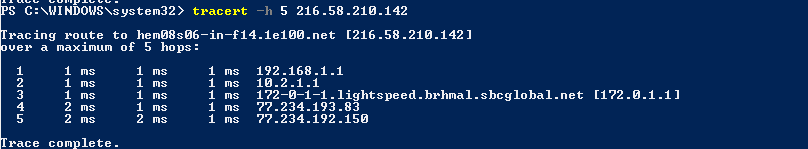 Trace complete.
PS C:\WINDOWS\system32> tracert -h 5 216.58.210.142
Tracing route to hem08s06-in-f14.1e100.net [216.58.210.142]
over a maximum of 5 hops:
1 1 ms 1 ms 1 ms 192.168.1.1
2 1 ms 1 ms 1 ms 10.2.1.1
3 1 ms 1 ms 1 ms 172-0-1-1.lightspeed.brhmal.sbcglobal.net [172.0.1.1]
4 2 ms 1 ms 1 ms 77.234.193.83
5 2 ms 2 ms 1 ms 77.234.192.150
Trace complete.